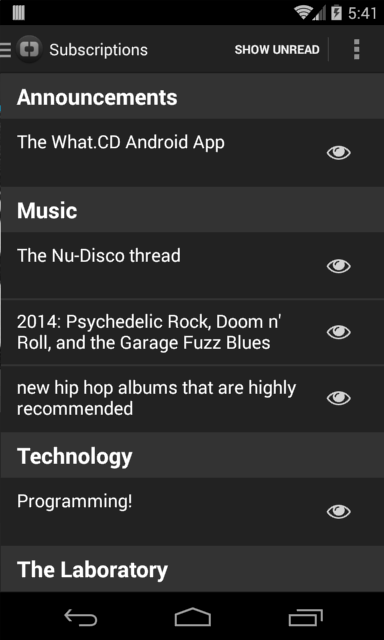 5:41
Subscriptions
SHOW UNREAD
Announcements
The What.CD Android App
Music
The Nu-Disco thread
2014: Psychedelic Rock, Doom n'
Roll, and the Garage Fuzz Blues
new hip hop albums that are highly
recommended
Technology
Programming!
The Laboratory